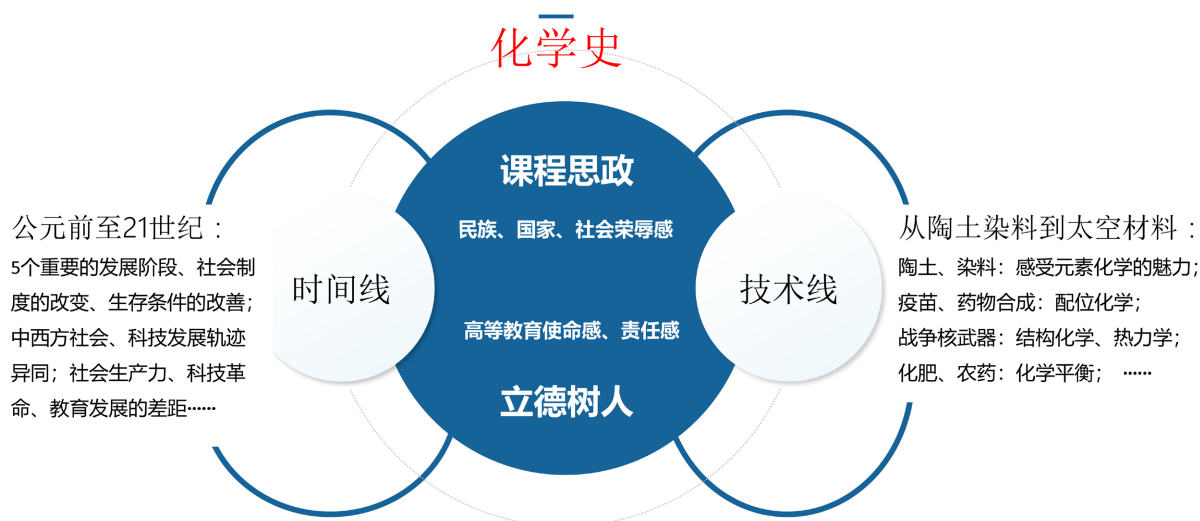 化学史
课程思政
民族、国家、社会荣辱感
高等教育使命感、责任感
立德树人
时间线
公元前至21世纪：
5个重要的发展阶段、社会制
度的改变、生存条件的改善；
中西方社会、科技发展轨迹
异同；社会生产力、科技革
命、教育发展的差距······
技术线
从陶土染料到太空材料：
陶土、染料：感受元素化学的魅力；
疫苗、药物合成：配位化学；
战争核武器：结构化学、热力学；
化肥、农药：化学平衡； ······